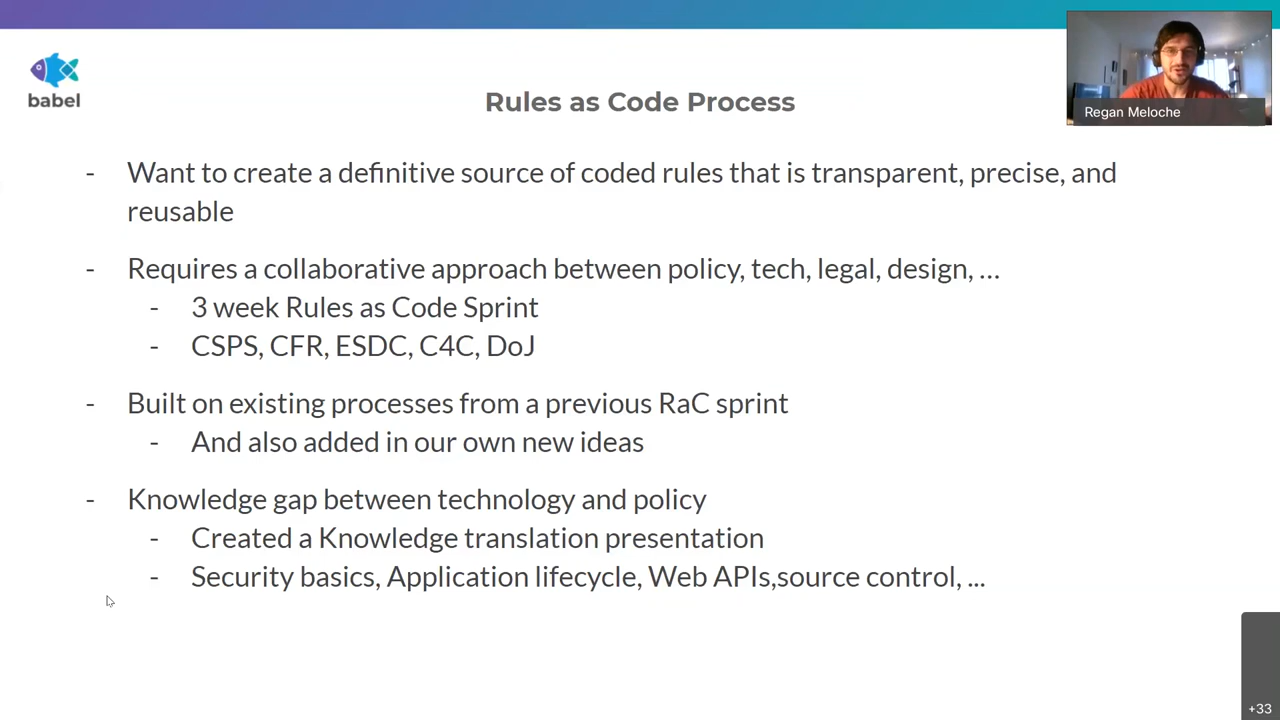 babel
Rules as Code Process
Regan Meloche
- Want to create a definitive source of coded rules that is transparent, precise, and
reusable
- Requires a collaborative approach between policy, tech, legal, design, ...
- 3 week Rules as Code Sprint
- CSPS, CFR, ESDC, C4C, DoJ
- Built on existing processes from a previous RaC sprint
- And also added in our own new ideas
- Knowledge gap between technology and policy
- Created a Knowledge translation presentation
- Security basics, Application lifecycle, Web APIs,source control, ...
+33